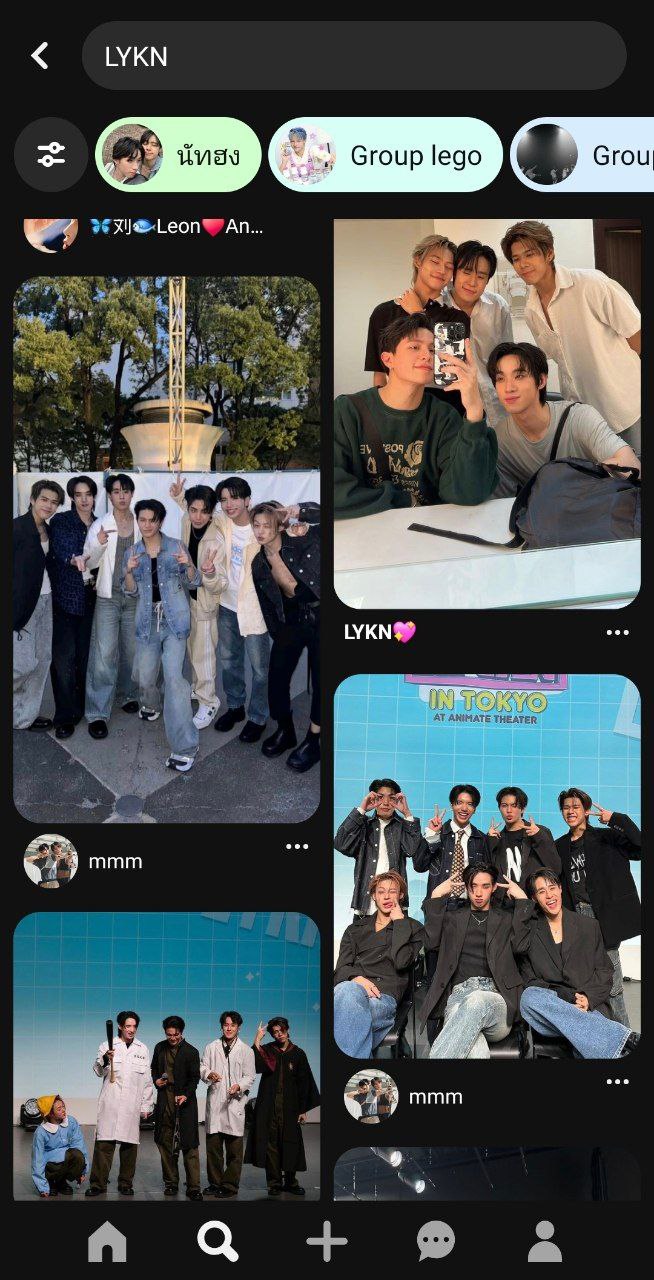 LYKN
นัทฮง
Group lego
Grou
🦋刘🐟Leon❤️An…
LYKN💖
IN TOKYO
AT ANIMATE THEATER
mmm
mmm